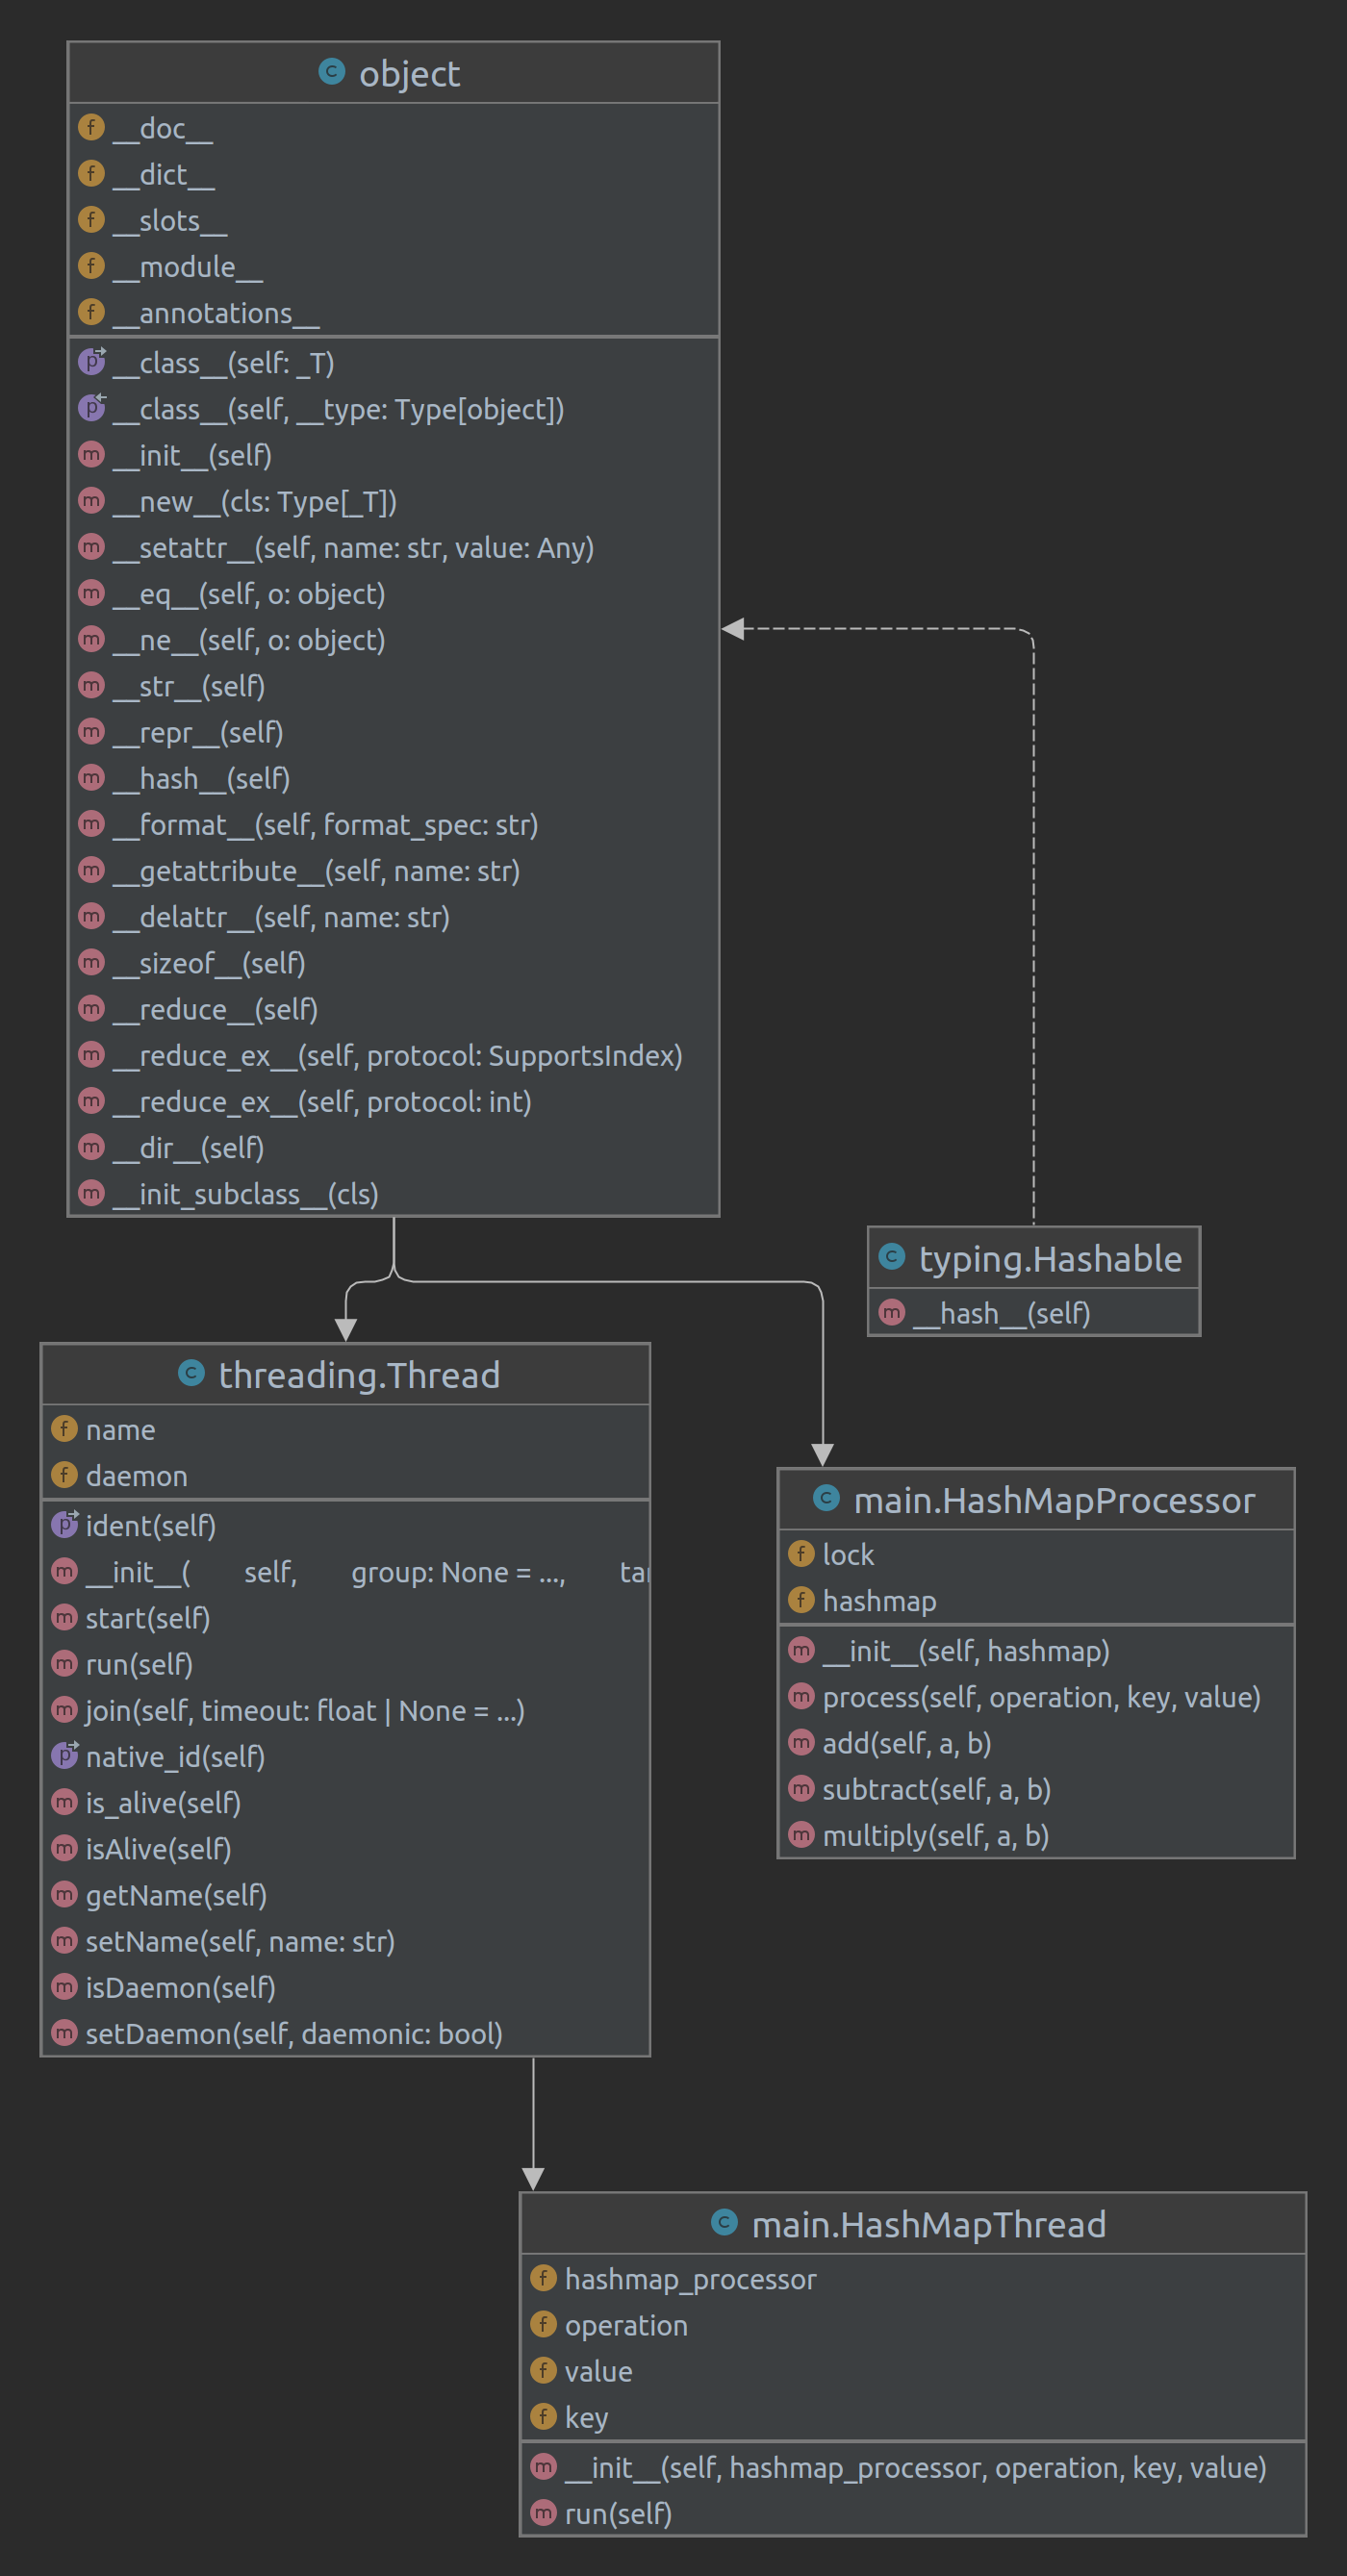 object
__doc__
__dict__
__slots__
__module__
__annotations__
__class__(self: _T)
__class__(self, __type: Type[object])
__init__(self)
__new__(cls: Type[_T])
__setattr__(self, name: str, value: Any)
__eq__(self, o: object)
__ne__(self, o: object)
__str__(self)
__repr__(self)
__hash__(self)
__format__(self, format_spec: str)
__getattribute__(self, name: str)
__delattr__(self, name: str)
__sizeof__(self)
__reduce__(self)
__reduce_ex__(self, protocol: SupportsIndex)
__reduce_ex__(self, protocol: int)
__dir__(self)
__init_subclass__(cls)
typing.Hashable
__hash__(self)
threading.Thread
name
daemon
ident(self)
__init__( self, group: None = ..., tar
start(self)
run(self)
join(self, timeout: float | None = ...)
native_id(self)
is_alive(self)
isAlive(self)
getName(self)
setName(self, name: str)
isDaemon(self)
setDaemon(self, daemonic: bool)
main.HashMapProcessor
lock
hashmap
__init__(self, hashmap)
process(self, operation, key, value)
add(self, a, b)
subtract(self, a, b)
multiply(self, a, b)
main.HashMapThread
hashmap_processor
operation
value
key
__init__(self, hashmap_processor, operation, key, value)
run(self)